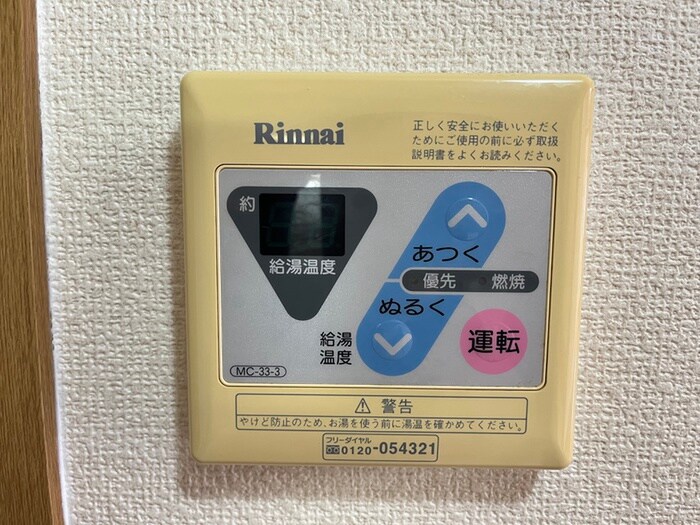 Rinnai
正しく安全にお使いいただく
ためにご使用の前に必ず取扱
説明書をよくお読みください。
約
給湯温度
あつく
優先 燃焼
ぬるく
給湯
温度
運転
MC-33-3
⚠ 警告
やけど防止のため、お湯を使う前に湯温を確かめてください。
フリーダイヤル
0120-054321